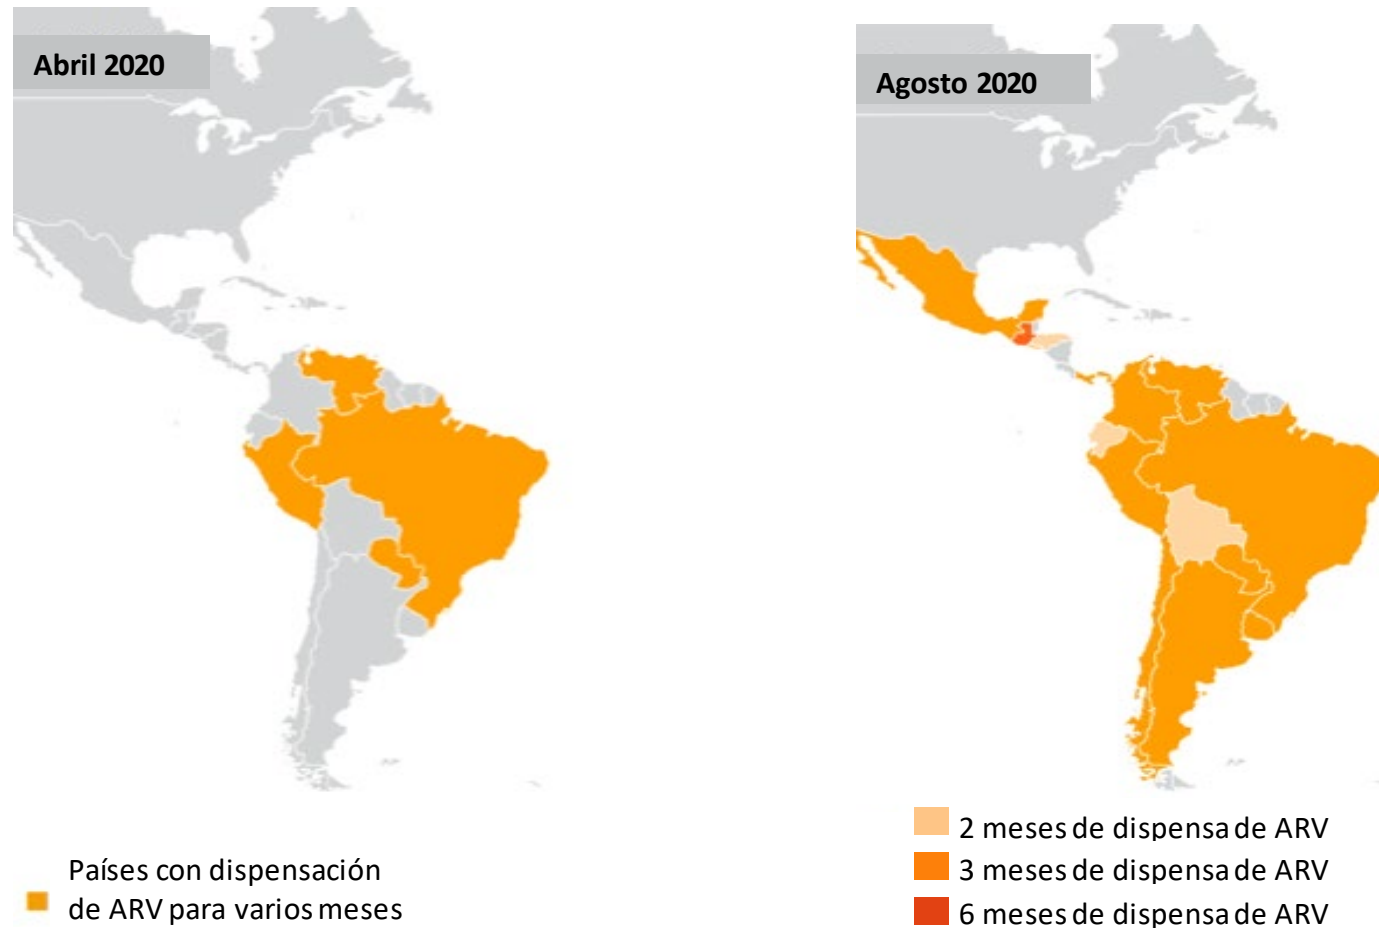 Abril 2020
Agosto 2020
Países con dispensación
de ARV para varios meses
2 meses de dispensa de ARV
3 meses de dispensa de ARV
6 meses de dispensa de ARV